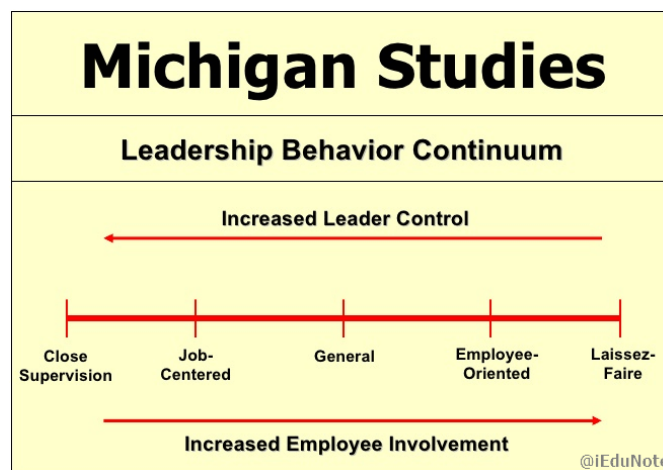 Michigan Studies
Leadership Behavior Continuum
Increased Leader Control
Close
Supervision
Job-
Centered
General
Employee-
Oriented
Laissez-
Faire
Increased Employee Involvement
@iEduNote